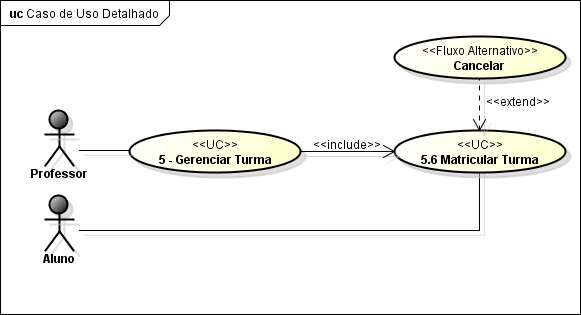 uc Caso de Uso Detalhado
<<Fluxo Alternativo>>
Cancelar
<<extend>>
<<UC>>
5 - Gerenciar Turma
<<include>>
<<UC>>
5.6 Matricular Turma
Professor
Aluno